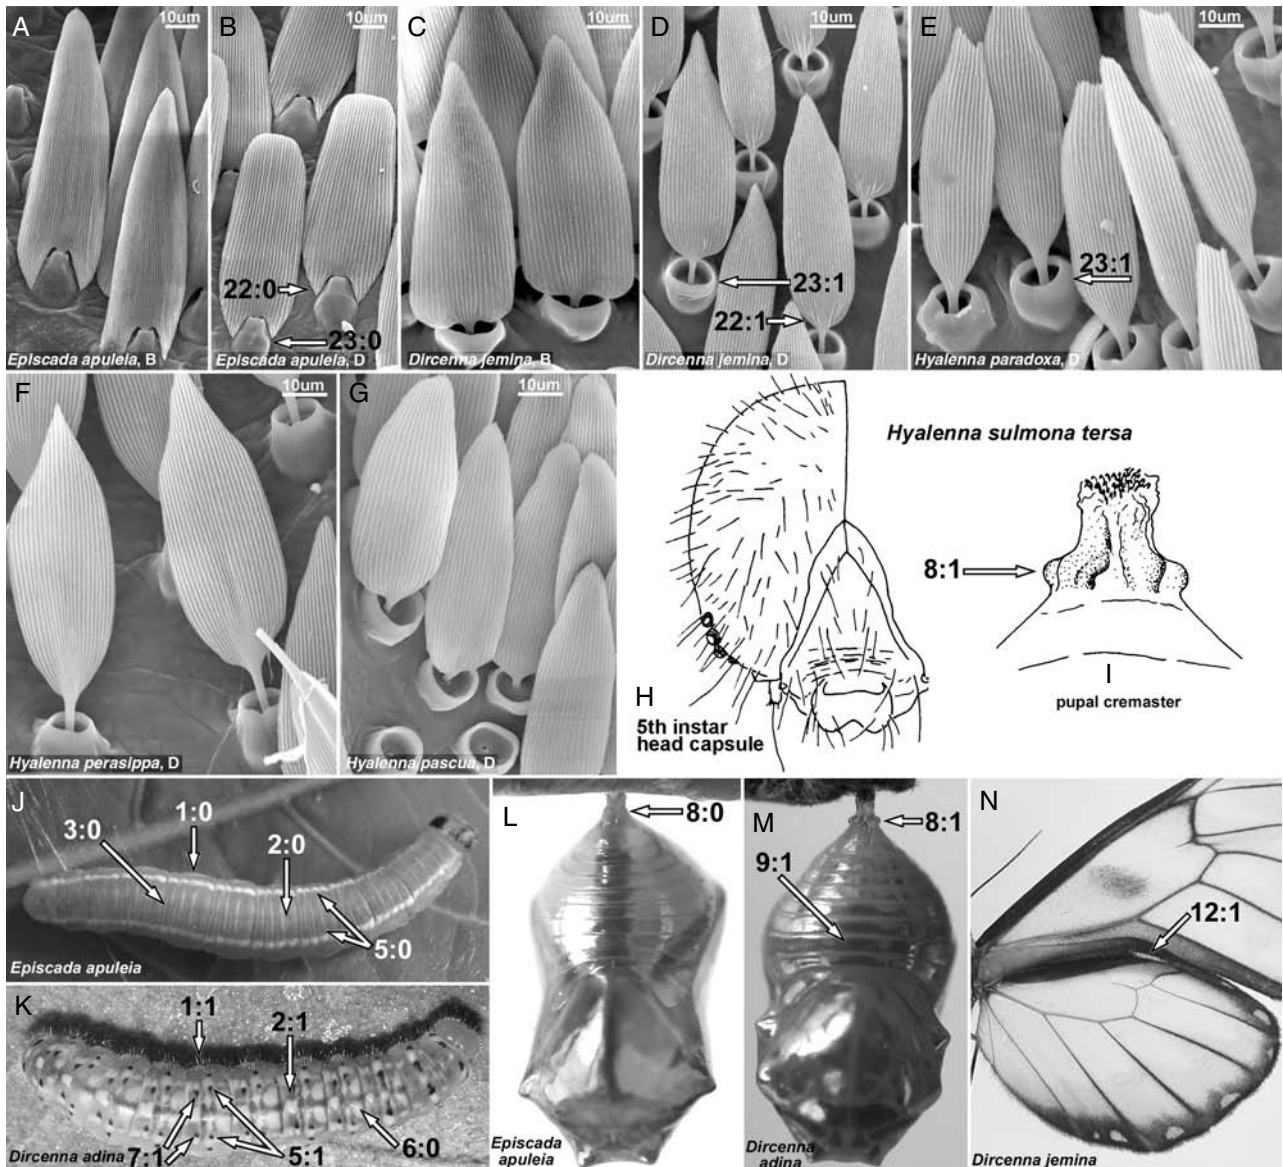 A
10um
Episcada apuleia, B
B
10um
22:0
23:0
Episcada apuleia, D
C
10um
Dircenna jemina, B
D
10um
23:1
22:1
Dircenna jemina, D
E
10um
23:1
Hyalenna paradoxa, D
F
10um
Hyalenna perasippa, D
G
10um
Hyalenna pascua, D
Hyalenna sulmona tersa
H
5th instar
head capsule
8:1
I
pupal cremaster
J
1:0
3:0
2:0
5:0
Episcada apuleia
K
1:1
2:1
7:1
5:1
6:0
Dircenna adina
L
8:0
Episcada
apuleia
M
8:1
9:1
Dircenna
adina
N
12:1
Dircenna jemina